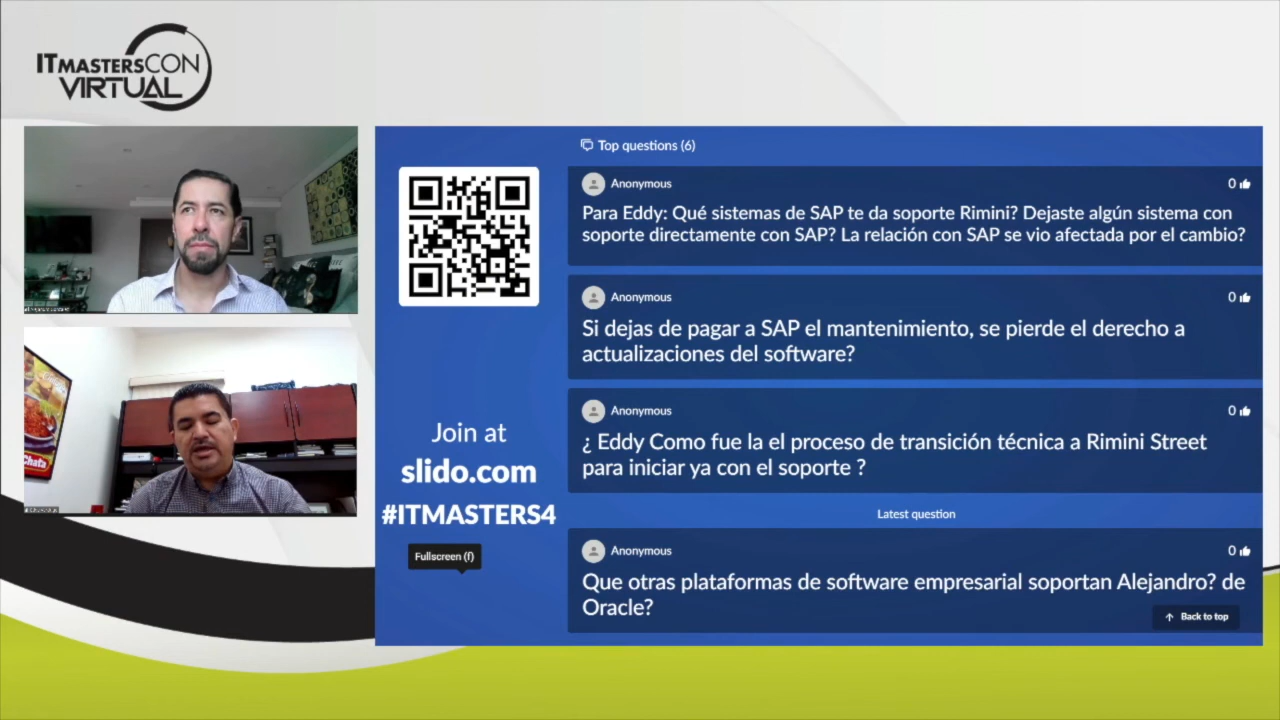 ITMASTERSCON
VIRTUAL
Top questions (6)
Anonymous
0
Para Eddy: Qué sistemas de SAP te da soporte Rimini? Dejaste algún sistema con
soporte directamente con SAP? La relación con SAP se vio afectada por el cambio?
Anonymous
0
Si dejas de pagar a SAP el mantenimiento, se pierde el derecho a
actualizaciones del software?
Anonymous
0
¿ Eddy Como fue la el proceso de transición técnica a Rimini Street
para iniciar ya con el soporte ?
Latest question
Anonymous
0
Que otras plataformas de software empresarial soportan Alejandro? de
Oracle?
Back to top
Join at
slido.com
#ITMASTERS4
Fullscreen (f)
Chata